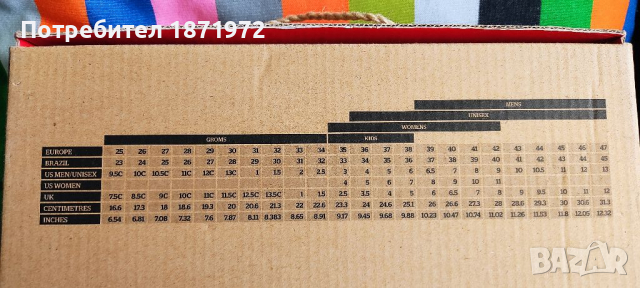 Потребител 1871972
MENS
UNISEX
WOMENS
GROMS KIDS
EUROPE 25 26 27 28 29 30 31 32 33 34 35 36 37 38 39 40 41 42 43 44 45 46 47
BRAZIL 23 24 25 26 27 28 29 30 31 32 33 34 35 36 37 38 39 40 41 42 43 44 45
US MEN/UNISEX 9.5C 10C 10.5C 11C 12C 13C 1 1.5 2 2.5 3 4 5 6 6.5 7 8 9 10 11 12 13
US WOMEN 4 5 6 7 8 9 10 11
UK 7.5C 8.5C 9C 10C 11C 11.5C 12.5C 13.5C 1 1.5 2.5 3 4 5 5.5 6 7 8 9 10 11 12
CENTIMETRES 16.6 17.3 18 18.6 19.3 20 20.6 21.3 22 22.6 23.3 24 24.6 25.1 26 26.6 27.3 28 28.6 29.3 30 30.6 31.3
INCHES 6.54 6.81 7.08 7.32 7.6 7.87 8.11 8.383 8.65 8.91 9.17 9.45 9.68 9.88 10.23 10.47 10.74 11.02 11.26 11.53 11.8 12.05 12.32
BAZAR